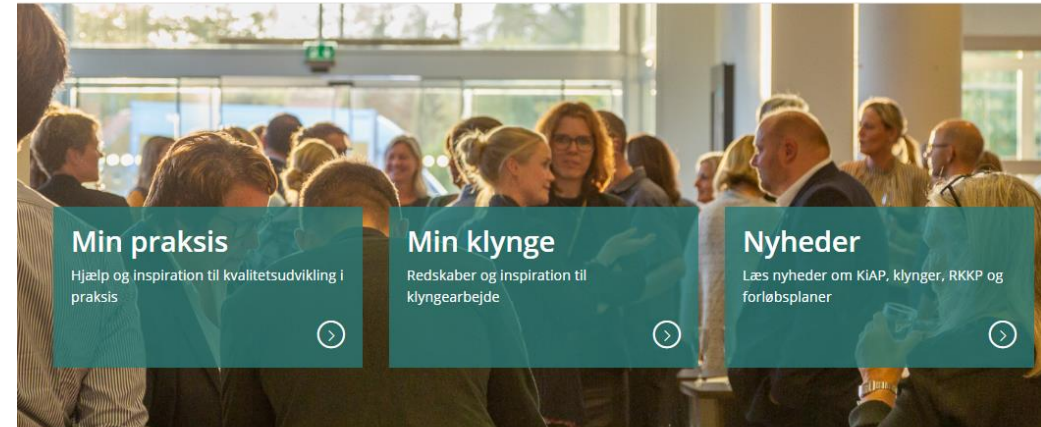 Min praksis
Hjælp og inspiration til kvalitetsudvikling i
praksis
Min klynge
Redskaber og inspiration til
klyngearbejde
Nyheder
Læs nyheder om KiAP, klynger, RKKP og
forløbsplaner